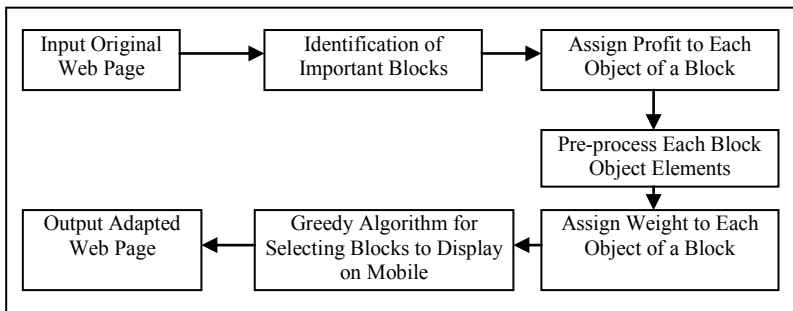 Input Original
Web Page
Identification of
Important Blocks
Assign Profit to Each
Object of a Block
Pre-process Each Block
Object Elements
Assign Weight to Each
Object of a Block
Greedy Algorithm for
Selecting Blocks to Display
on Mobile
Output Adapted
Web Page